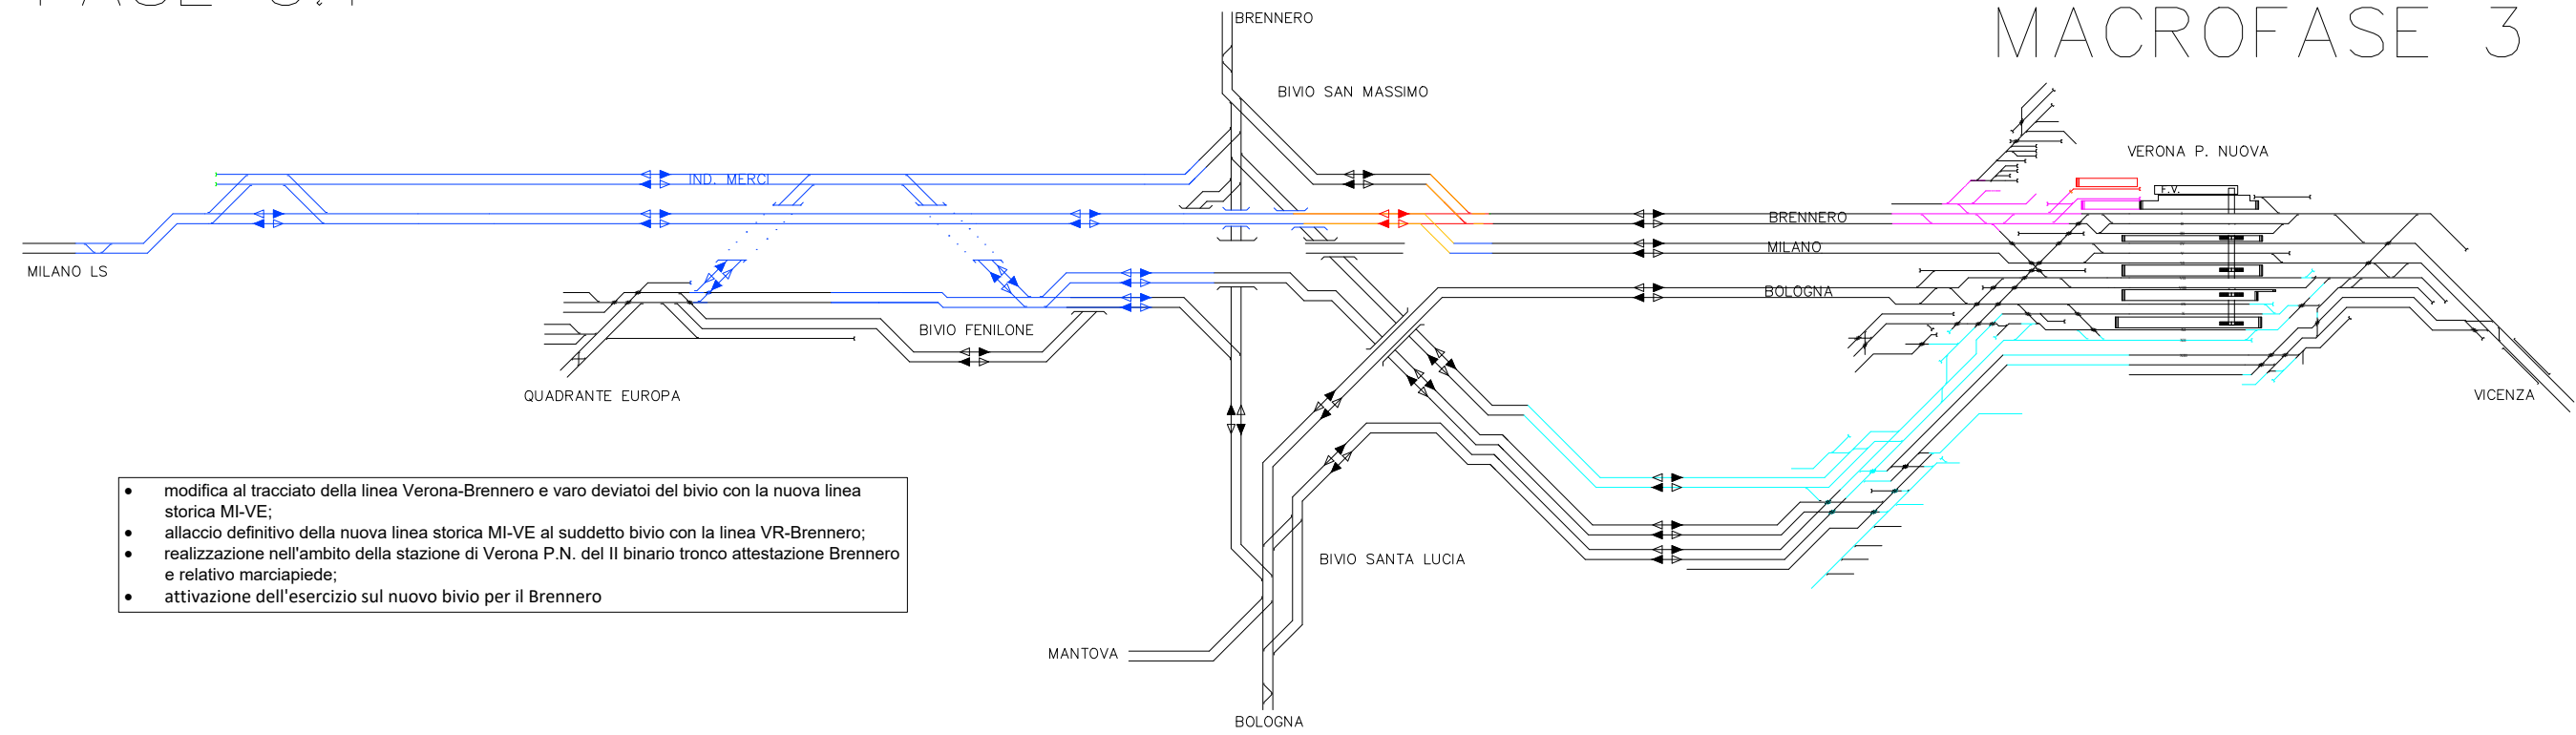 MACROFASE 3
BRENNERO
BIVIO SAN MASSIMO
VERONA P. NUOVA
IND. MERCI
F.V.
BRENNERO
MILANO
MILANO LS
BOLOGNA
BIVIO FENILONE
QUADRANTE EUROPA
VICENZA
• modifica al tracciato della linea Verona-Brennero e varo deviatoi del bivio con la nuova linea
storica MI-VE;
• allaccio definitivo della nuova linea storica MI-VE al suddetto bivio con la linea VR-Brennero;
• realizzazione nell'ambito della stazione di Verona P.N. del II binario tronco attestazione Brennero
e relativo marciapiede;
• attivazione dell'esercizio sul nuovo bivio per il Brennero
BIVIO SANTA LUCIA
MANTOVA
BOLOGNA